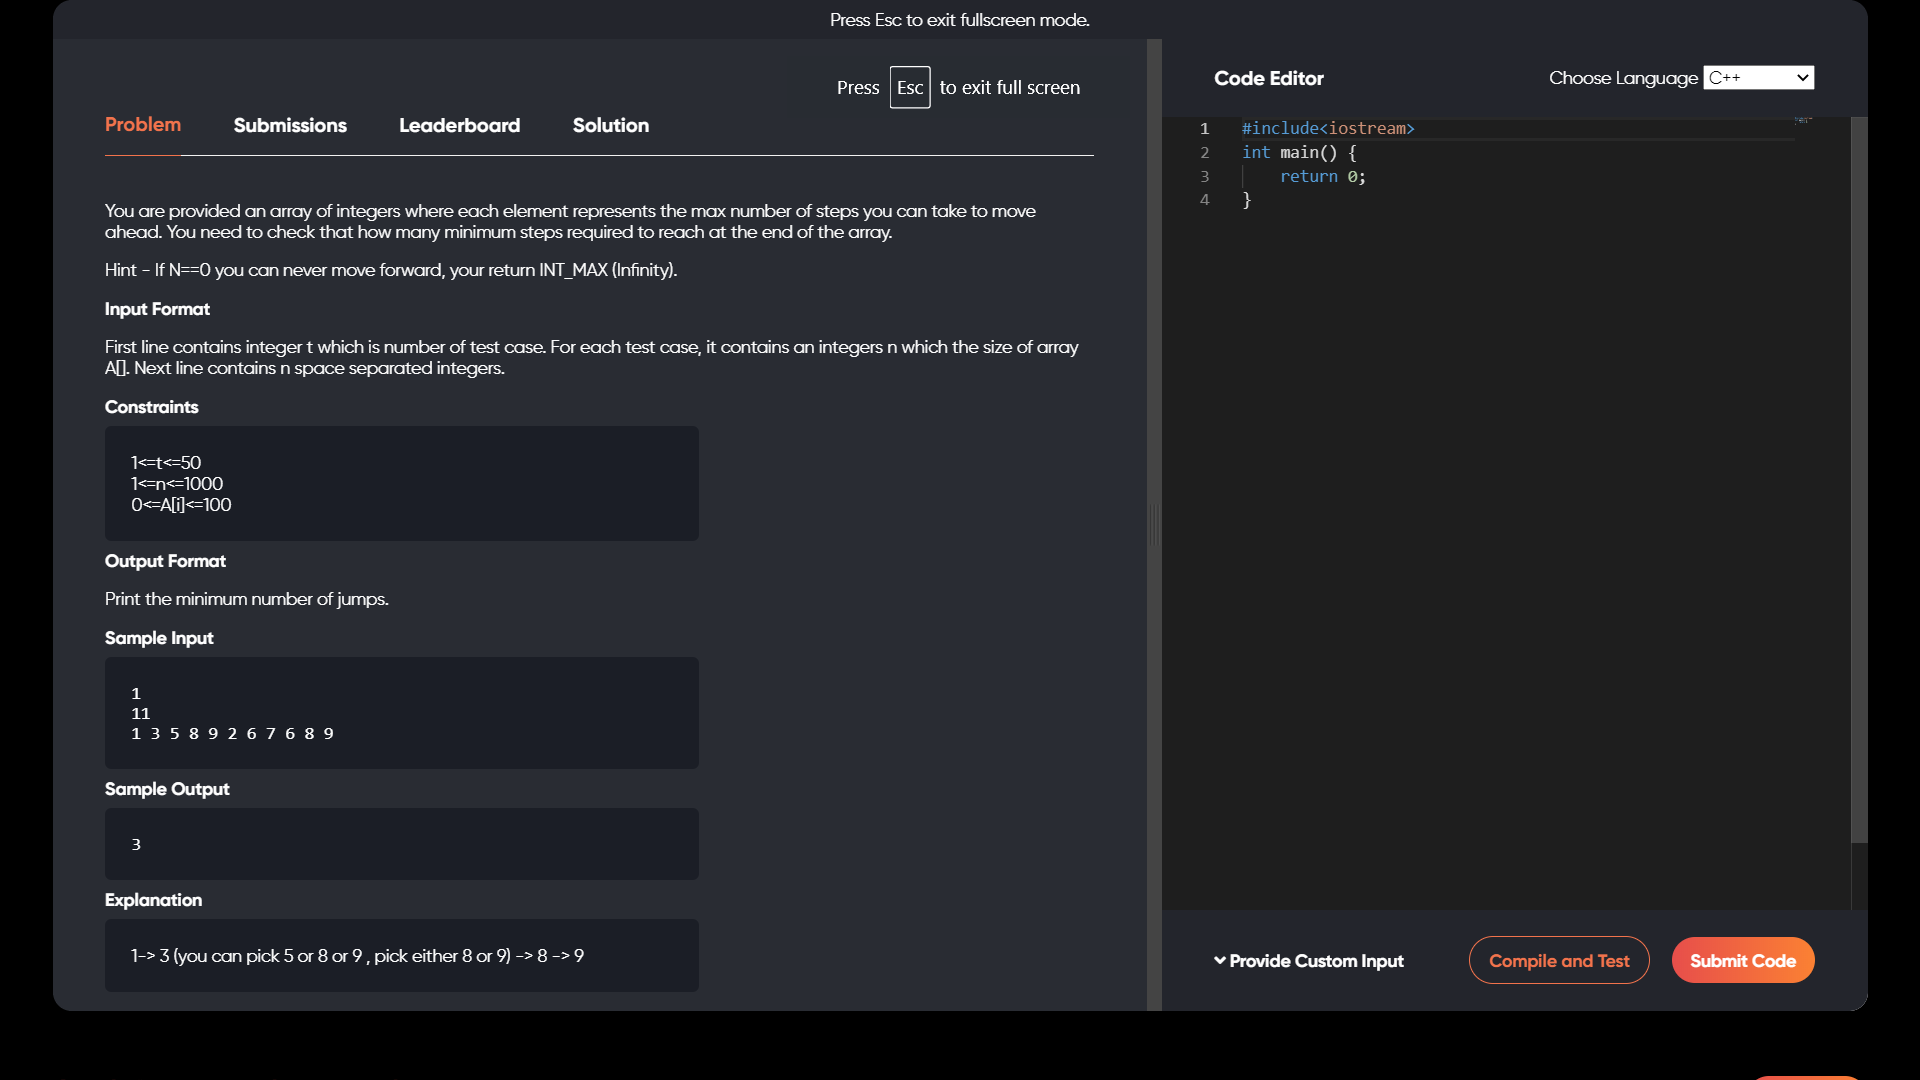 Press Esc to exit fullscreen mode.
Press Esc to exit full screen
Problem Submissions Leaderboard Solution
You are provided an array of integers where each element represents the max number of steps you can take to move
ahead. You need to check that how many minimum steps required to reach at the end of the array.
Hint - If N==0 you can never move forward, your return INT_MAX (Infinity).
Input Format
First line contains integer t which is number of test case. For each test case, it contains an integers n which the size of array
A[]. Next line contains n space separated integers.
Constraints
1<=t<=50
1<=n<=1000
0<=A[i]<=100
Output Format
Print the minimum number of jumps.
Sample Input
1
11
1 3 5 8 9 2 6 7 6 8 9
Sample Output
3
Explanation
1-> 3 (you can pick 5 or 8 or 9 , pick either 8 or 9) -> 8 -> 9
Code Editor
Choose Language C++
1 #include<iostream>
2 int main() {
3 return 0;
4 }
Provide Custom Input
Compile and Test
Submit Code